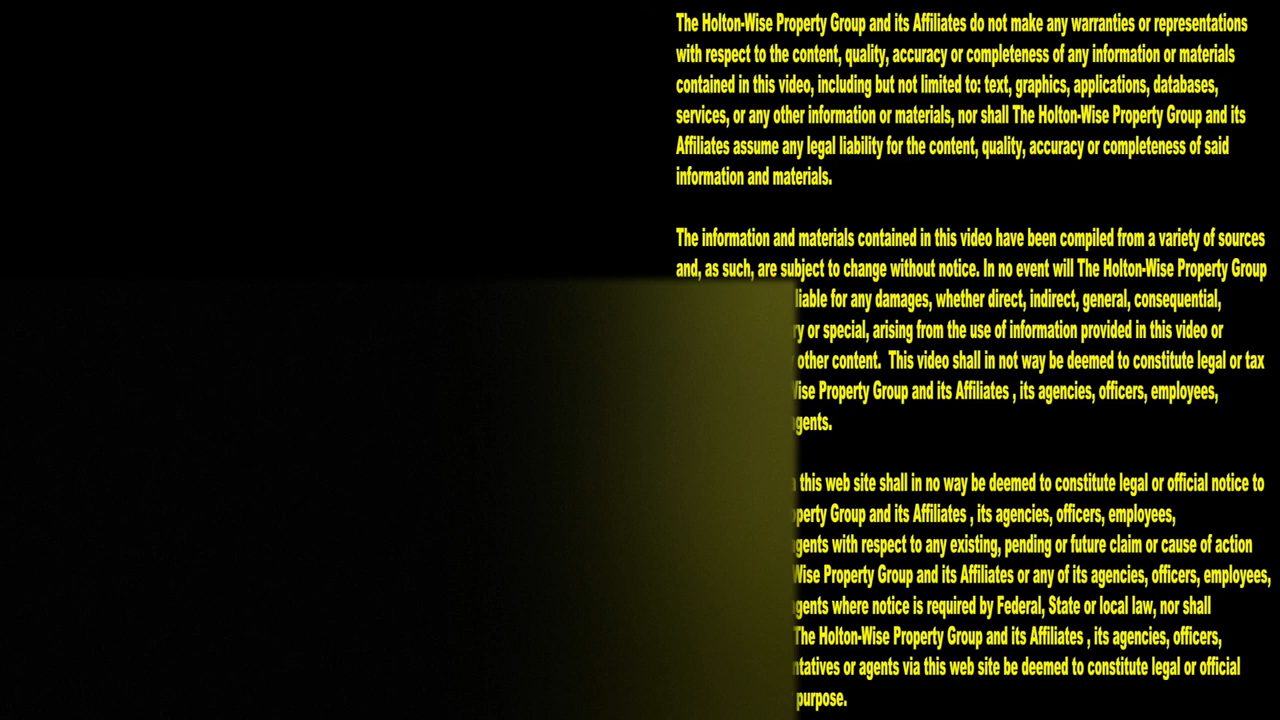 The Holton-Wise Property Group and its Affiliates do not make any warranties or representations
with respect to the content, quality, accuracy or completeness of any information or materials
contained in this video, including but not limited to: text, graphics, applications, databases,
services, or any other information or materials, nor shall The Holton-Wise Property Group and its
Affiliates assume any legal liability for the content, quality, accuracy or completeness of said
information and materials.
The information and materials contained in this video have been compiled from a variety of sources
and, as such, are subject to change without notice. In no event will The Holton-Wise Property Group
liable for any damages, whether direct, indirect, general, consequential,
or special, arising from the use of information provided in this video or
other content. This video shall in not way be deemed to constitute legal or tax
Property Group and its Affiliates , its agencies, officers, employees,
this web site shall in no way be deemed to constitute legal or official notice to
Group and its Affiliates , its agencies, officers, employees,
with respect to any existing, pending or future claim or cause of action
Property Group and its Affiliates or any of its agencies, officers, employees,
where notice is required by Federal, State or local law, nor shall
The Holton-Wise Property Group and its Affiliates , its agencies, officers,
or agents via this web site be deemed to constitute legal or official
purpose.